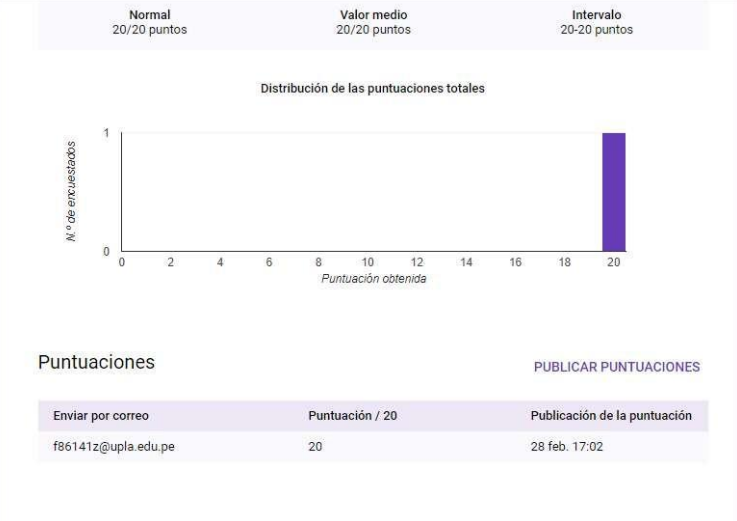 Normal
20/20 puntos
Valor medio
20/20 puntos
Intervalo
20-20 puntos
Distribución de las puntuaciones totales
N.º de encuestados
1
0
0 2 4 6 8 10 12 14 16 18 20
Puntuación obtenida
Puntuaciones
PUBLICAR PUNTUACIONES
Enviar por correo Puntuación / 20 Publicación de la puntuación
f86141z@upla.edu.pe 20 28 feb. 17:02